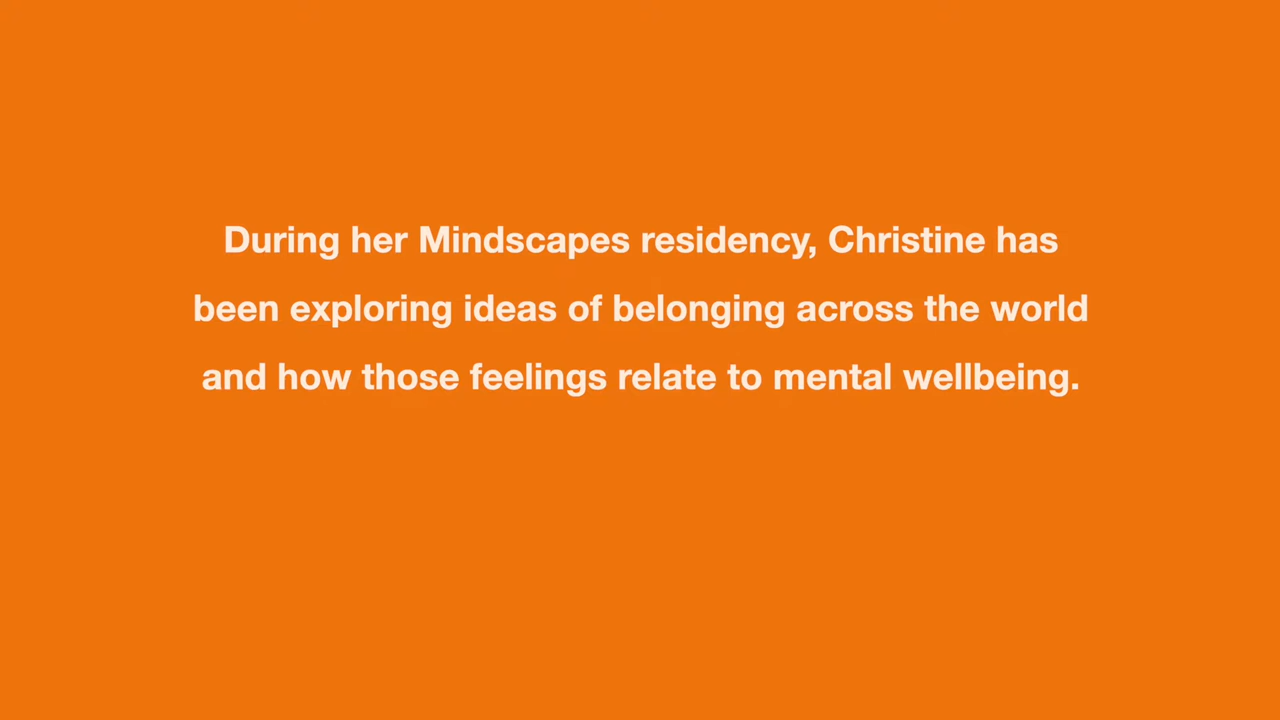 During her Mindscapes residency, Christine has
been exploring ideas of belonging across the world
and how those feelings relate to mental wellbeing.